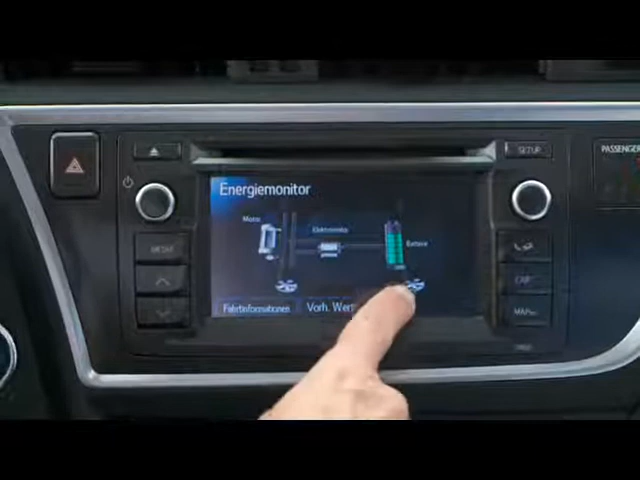 PASSENGER
SETUP
Energiemonitor
Motor
Elektromotor
Batterie
MEDIA
CAR
MAP
Fahrtinformationen
Vorh. Wert